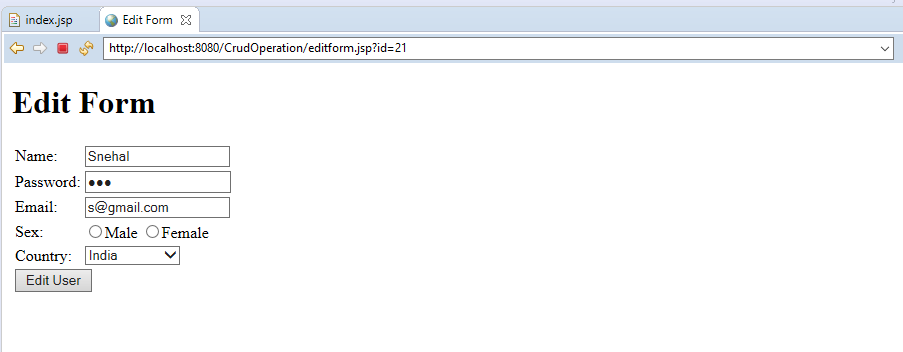 index.jsp Edit Form
http://localhost:8080/CrudOperation/editform.jsp?id=21
Edit Form
Name: Snehal
Password: ●●●
Email: s@gmail.com
Sex: Male Female
Country: India
Edit User